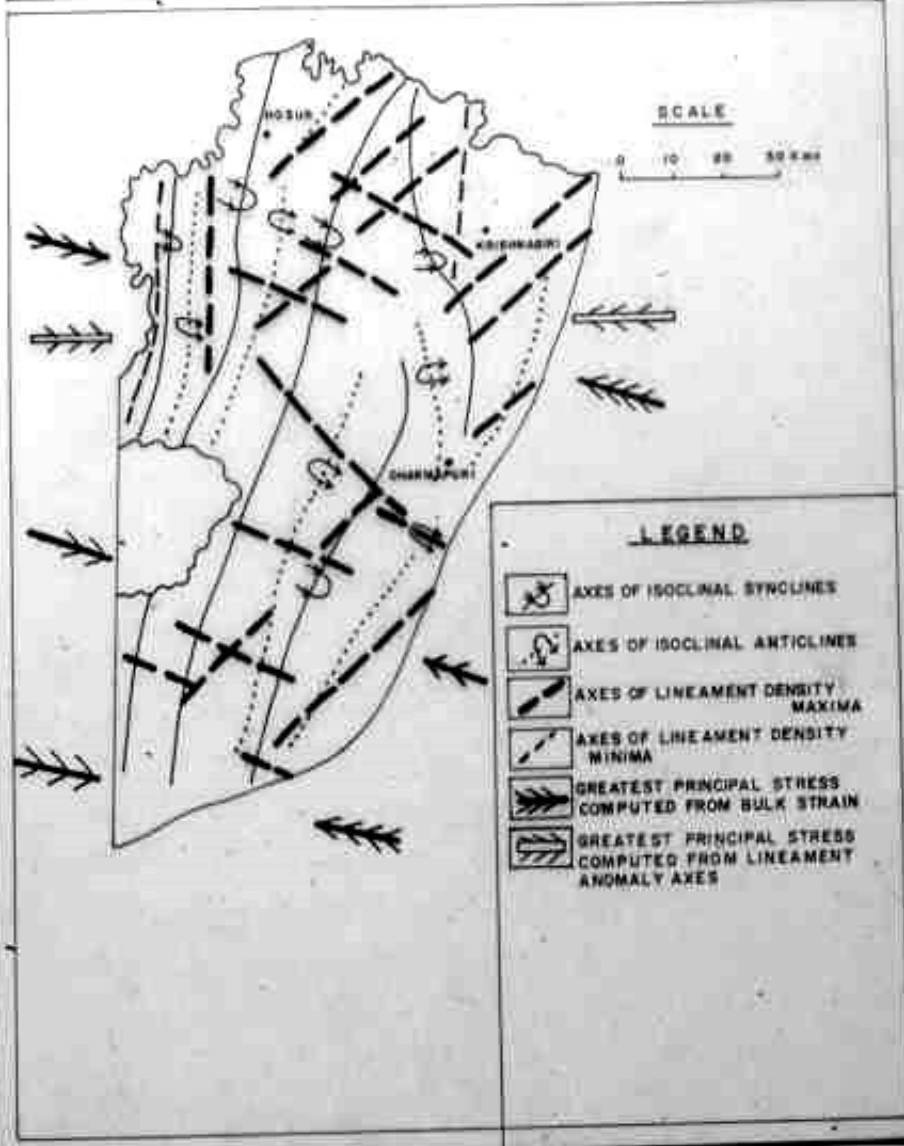 HOSUR
SCALE
0 10 20 30 Kms
KRISHNAGIRI
DHARMAPURI
LEGEND
AXES OF ISOCLINAL SYNCLINES
AXES OF ISOCLINAL ANTICLINES
AXES OF LINEAMENT DENSITY
MAXIMA
AXES OF LINEAMENT DENSITY
MINIMA
GREATEST PRINCIPAL STRESS
COMPUTED FROM BULK STRAIN
GREATEST PRINCIPAL STRESS
COMPUTED FROM LINEAMENT
ANOMALY AXES